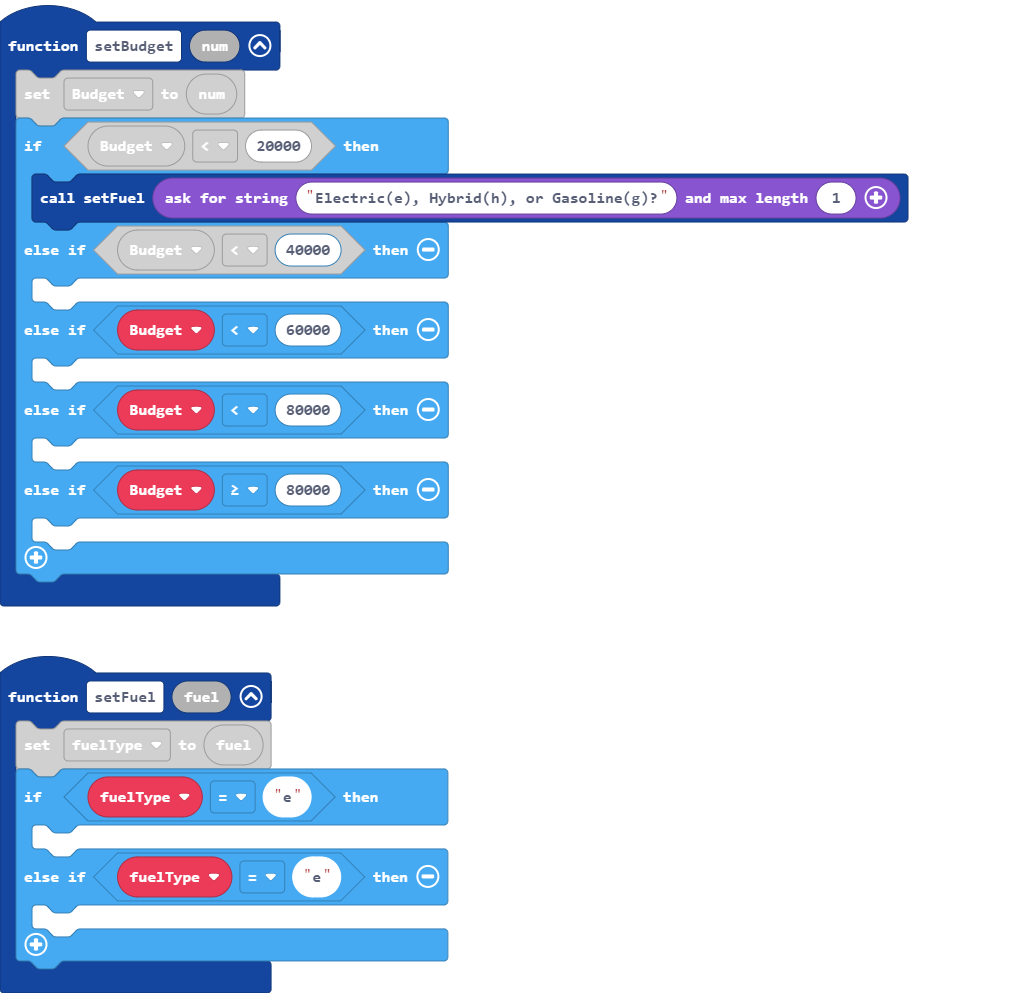 function setBudget num
set Budget to num
if Budget < 20000 then
call setFuel ask for string "Electric(e), Hybrid(h), or Gasoline(g)?" and max length 1
else if Budget < 40000 then
else if Budget < 60000 then
else if Budget < 80000 then
else if Budget ≥ 80000 then
function setFuel fuel
set fuelType to fuel
if fuelType = "e" then
else if fuelType = "e" then